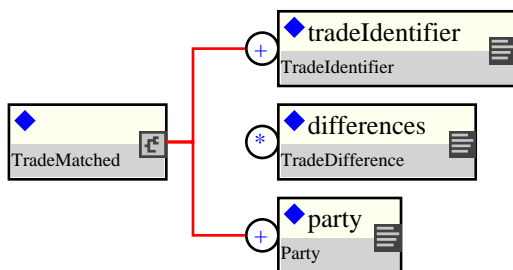 tradeIdentifier
+
TradeIdentifier
differences
*
TradeMatched
TradeDifference
party
+
Party